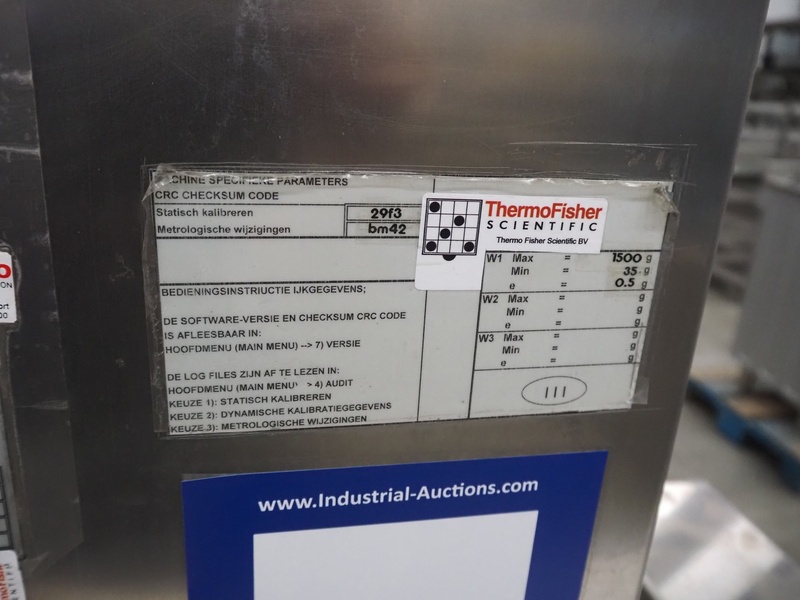 MACHINE SPECIFIEKE PARAMETERS
CRC CHECKSUM CODE
Statisch kalibreren 29f3
Metrologische wijzigingen bm42
ThermoFisher
SCIENTIFIC
Thermo Fisher Scientific BV
W1 Max = 1500 g
Min = 35 g
e = 0.5 g
W2 Max = g
Min = g
e = g
W3 Max = g
Min = g
e = g
III
BEDIENINGSINSTRUCTIE IJKGEGEVENS;
DE SOFTWARE-VERSIE EN CHECKSUM CRC CODE
IS AFLEESBAAR IN:
HOOFDMENU (MAIN MENU) --> 7) VERSIE
DE LOG FILES ZIJN AF TE LEZEN IN:
HOOFDMENU (MAIN MENU) > 4) AUDIT
KEUZE 1): STATISCH KALIBREREN
KEUZE 2): DYNAMISCHE KALIBRATIEGEGEVENS
KEUZE 3): METROLOGISCHE WIJZIGINGEN
www.Industrial-Auctions.com